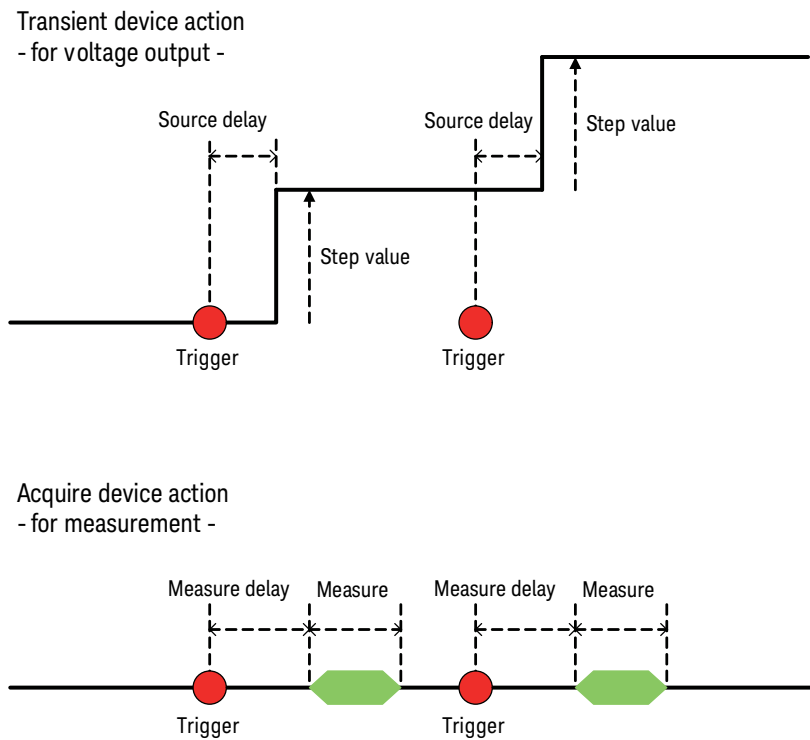 Transient device action
- for voltage output -
Source delay
Source delay
Step value
Step value
Trigger
Trigger
Acquire device action
- for measurement -
Measure delay
Measure
Measure delay
Measure
Trigger
Trigger